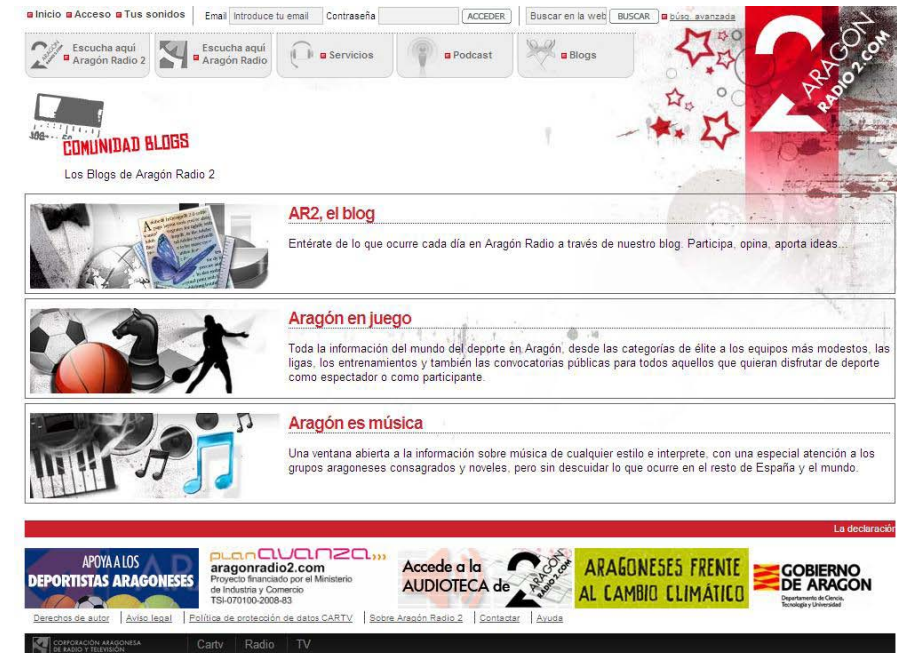 Inicio Acceso Tus sonidos Email Introduce tu email Contraseña ACCEDER Buscar en la web BUSCAR búsq. avanzada
Escucha aquí
Aragón Radio 2
Escucha aquí
Aragón Radio
Servicios
Podcast
Blogs
ARAGÓN
RADIO2.COM
COMUNIDAD BLOGS
Los Blogs de Aragón Radio 2
AR2, el blog
Entérate de lo que ocurre cada día en Aragón Radio a través de nuestro blog. Participa, opina, aporta ideas...
Aragón en juego
Toda la información del mundo del deporte en Aragón, desde las categorías de élite a los equipos más modestos, las
ligas, los entrenamientos y también las convocatorias públicas para todos aquellos que quieran disfrutar de deporte
como espectador o como participante.
Aragón es música
Una ventana abierta a la información sobre música de cualquier estilo e interprete, con una especial atención a los
grupos aragoneses consagrados y noveles, pero sin descuidar lo que ocurre en el resto de España y el mundo.
La declaración
APOYA A LOS
DEPORTISTAS ARAGONESES
plan avanza
aragonradio2.com
Proyecto financiado por el Ministerio
de Industria y Comercio
TSI-070100-2008-83
Accede a la
AUDIOTECA de
ARAGÓN
RADIO2.COM
ARAGONESES FRENTE
AL CAMBIO CLIMÁTICO
GOBIERNO
DE ARAGON
Departamento de Ciencia,
Tecnología y Universidad
Derechos de autor Aviso legal Política de protección de datos CARTV Sobre Aragón Radio 2 Contactar Ayuda
CORPORACIÓN ARAGONESA
DE RADIO Y TELEVISIÓN
Cartv Radio TV